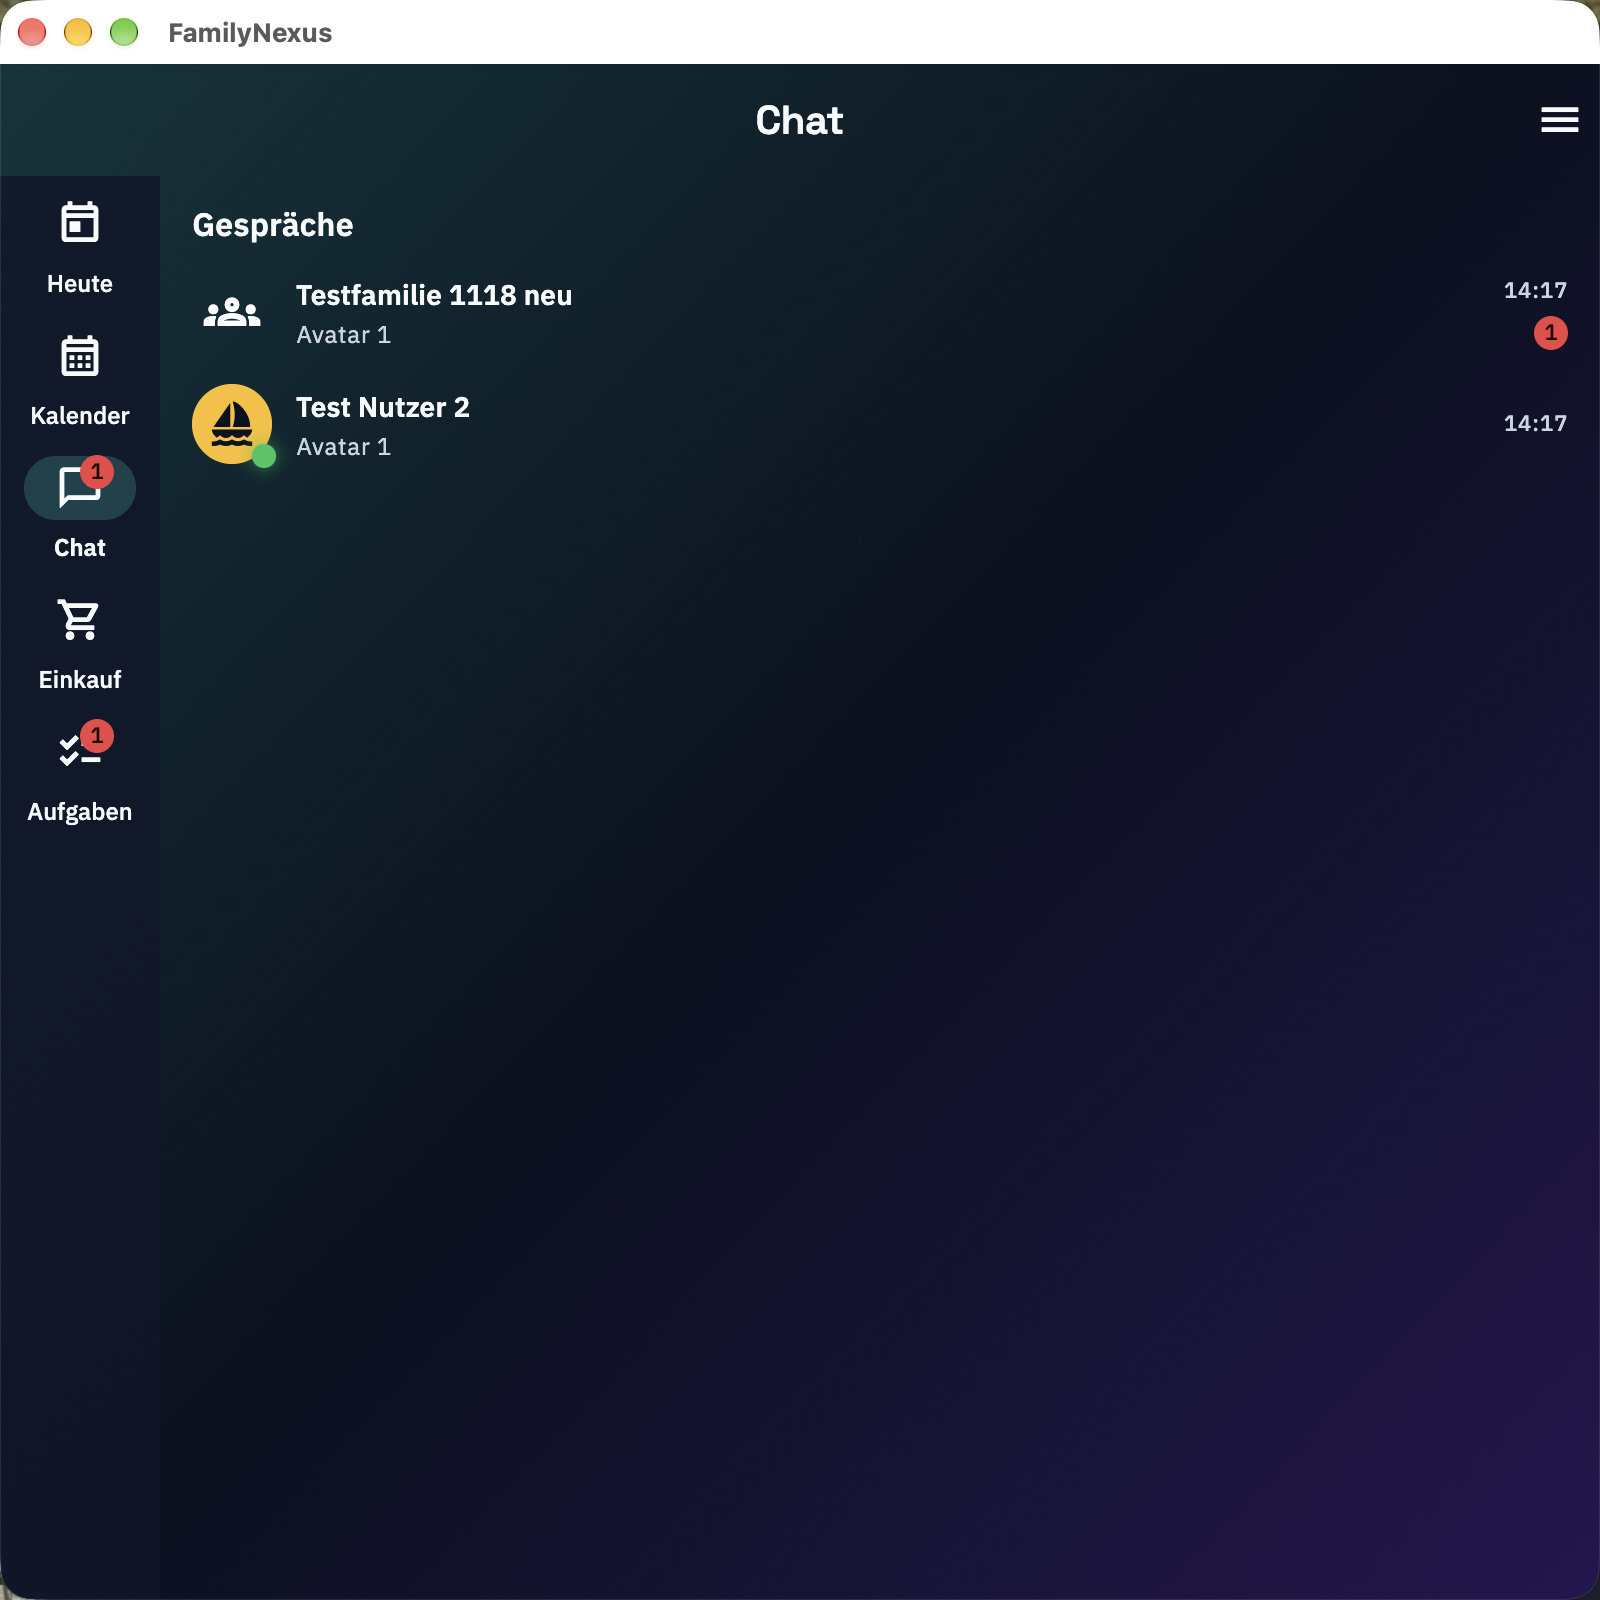 FamilyNexus
Chat
Heute
Kalender
1
Chat
Einkauf
1
Aufgaben
Gespräche
Testfamilie 1118 neu
Avatar 1
14:17
1
Test Nutzer 2
Avatar 1
14:17